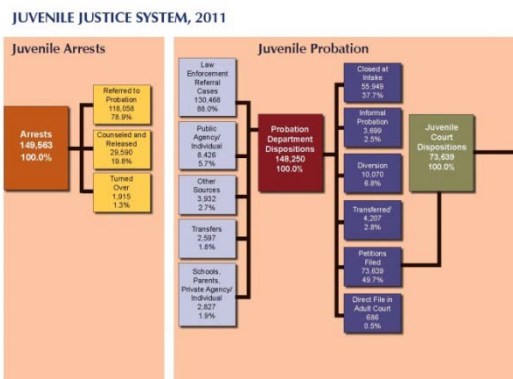 JUVENILE JUSTICE SYSTEM, 2011
Juvenile Arrests
Arrests
149,563
100.0%
Referred to
Probation
118,058
78.9%
Counseled and
Released
29,590
19.8%
Turned
Over
1,915
1.3%
Juvenile Probation
Law
Enforcement
Referral
Cases
130,468
88.0%
Public
Agency/
Individual
8,426
5.7%
Other
Sources
3,932
2.7%
Transfers
2,597
1.8%
Schools,
Parents,
Private Agency/
Individual
2,827
1.9%
Probation
Department
Dispositions
148,250
100.0%
Closed at
Intake
55,949
37.7%
Informal
Probation
3,699
2.5%
Diversion
10,070
6.8%
Transferred
4,207
2.8%
Petitions
Filed
73,639
49.7%
Direct File in
Adult Court
686
0.5%
Juvenile
Court
Dispositions
73,639
100.0%